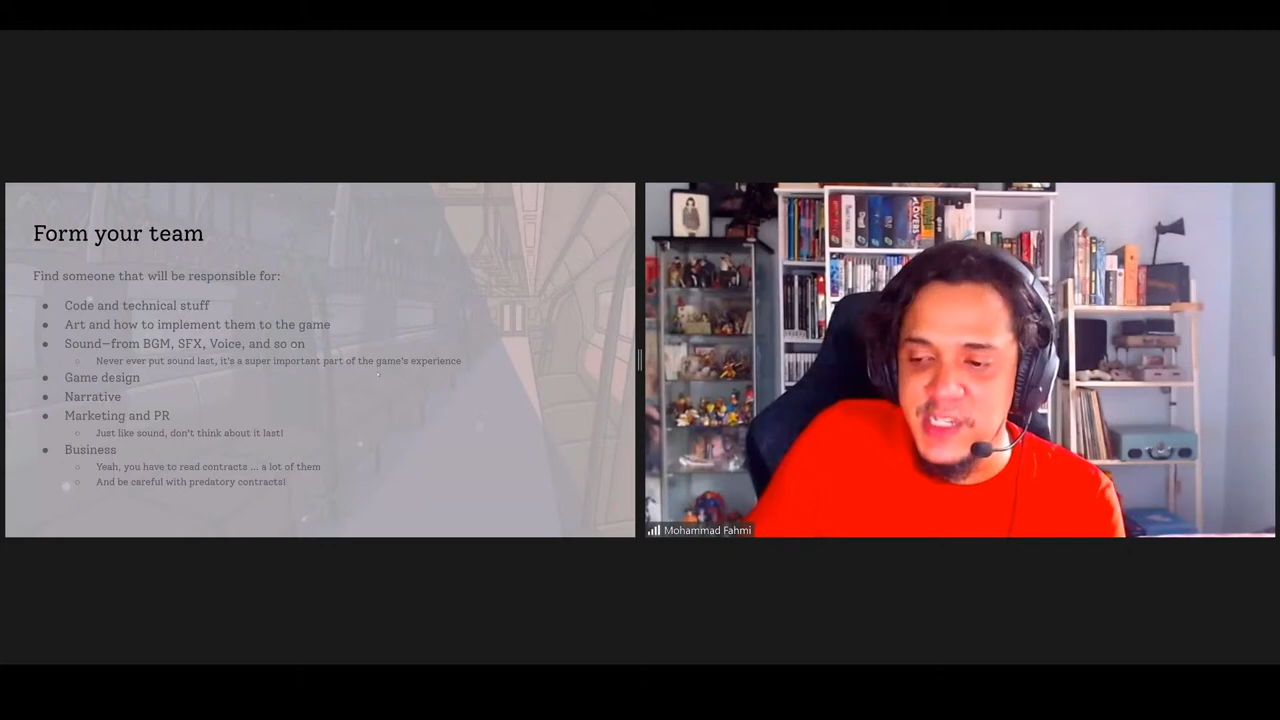 Form your team
Find someone that will be responsible for:
● Code and technical stuff
● Art and how to implement them to the game
● Sound—from BGM, SFX, Voice, and so on
○ Never ever put sound last, it's a super important part of the game's experience
● Game design
● Narrative
● Marketing and PR
○ Just like sound, don't think about it last!
● Business
○ Yeah, you have to read contracts ... a lot of them
○ And be careful with predatory contracts!
Mohammad Fahmi